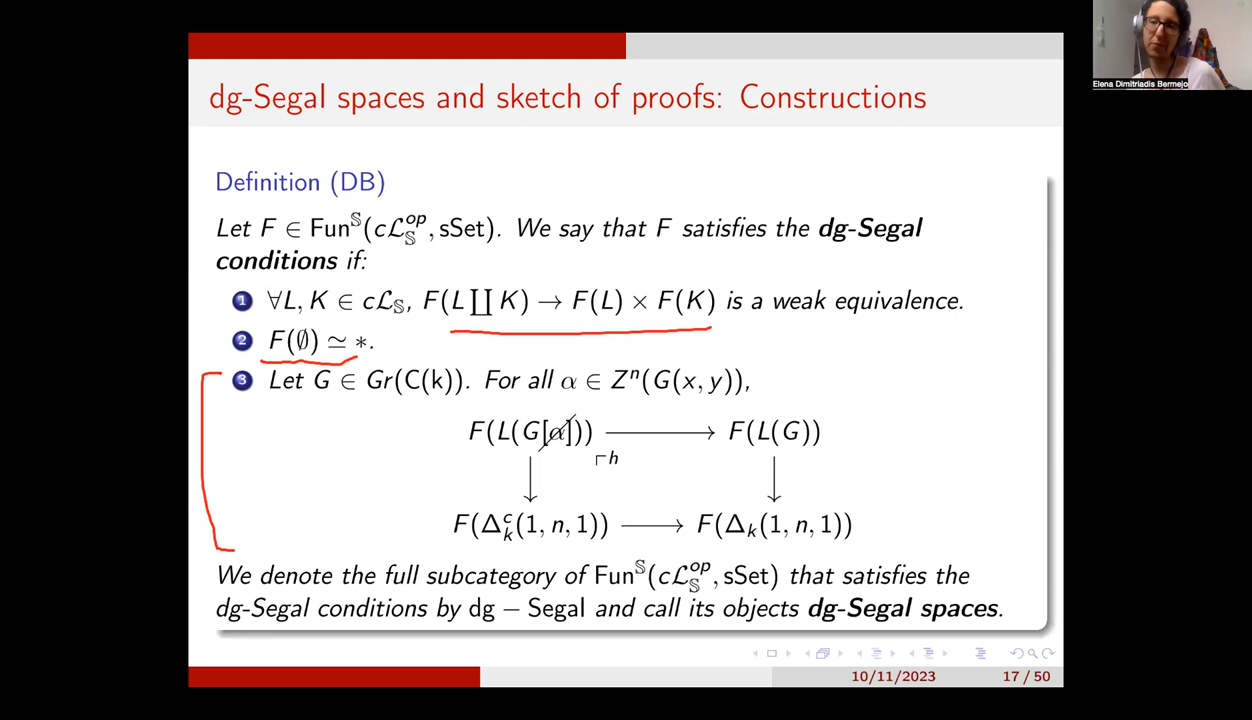 Elena Dimitriadis Bermejo
dg-Segal spaces and sketch of proofs: Constructions
Definition (DB)
Let F ∈ Fun^𝕊(cℒ_𝕊^op, sSet). We say that F satisfies the dg-Segal
conditions if:
1 ∀L, K ∈ cℒ_𝕊, F(L ∐ K) → F(L) × F(K) is a weak equivalence.
2 F(∅) ≃ *.
3 Let G ∈ Gr(C(k)). For all α ∈ Z^n(G(x, y)),
F(L(G[α̸])) → F(L(G))
┌h
F(Δ_k^c(1, n, 1)) → F(Δ_k(1, n, 1))
We denote the full subcategory of Fun^𝕊(cℒ_𝕊^op, sSet) that satisfies the
dg-Segal conditions by dg − Segal and call its objects dg-Segal spaces.
10/11/2023 17 / 50